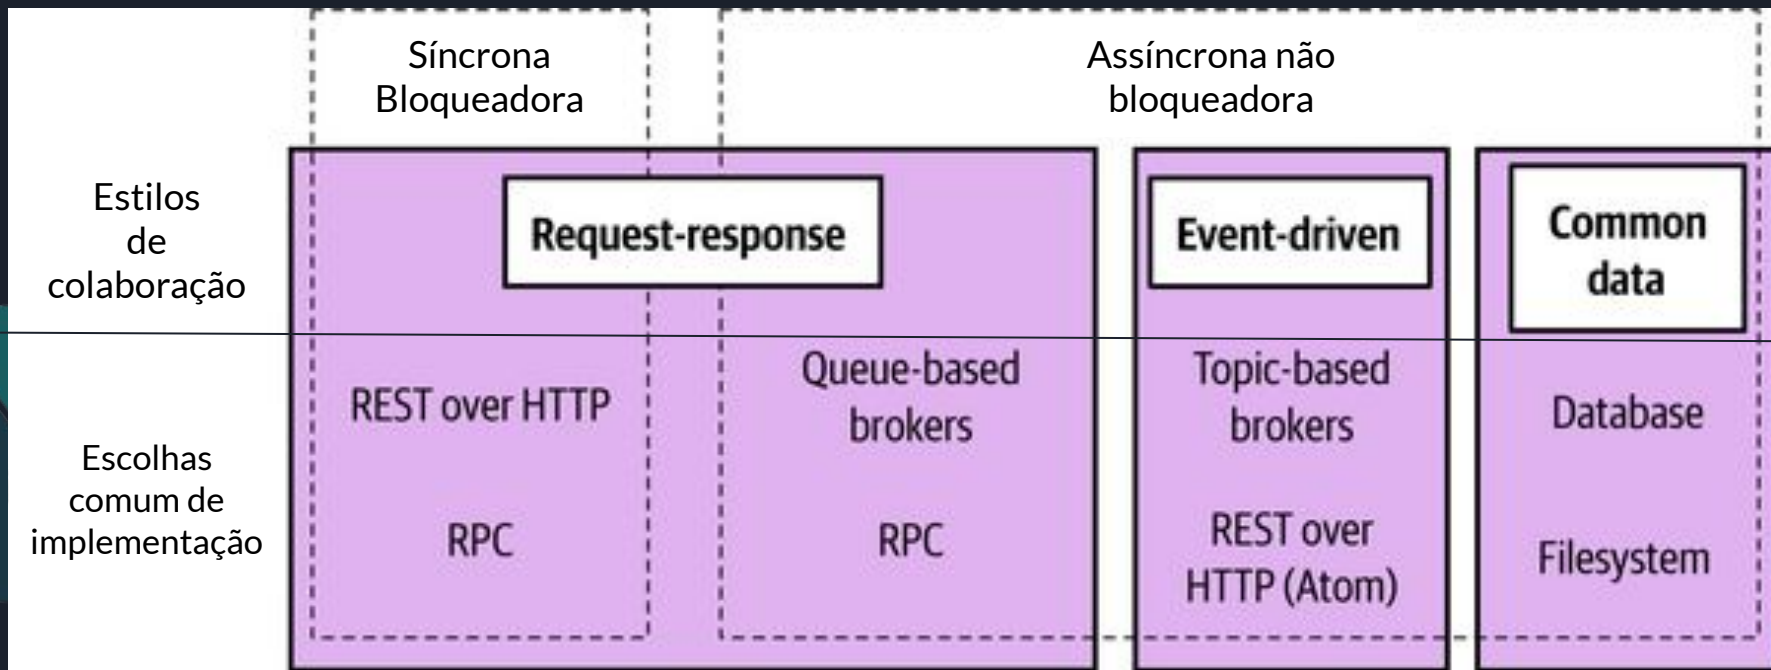 Síncrona
Bloqueadora
Assíncrona não
bloqueadora
Estilos
de
colaboração
Request-response
Event-driven
Common
data
Escolhas
comum de
implementação
REST over HTTP
RPC
Queue-based
brokers
RPC
Topic-based
brokers
REST over
HTTP (Atom)
Database
Filesystem